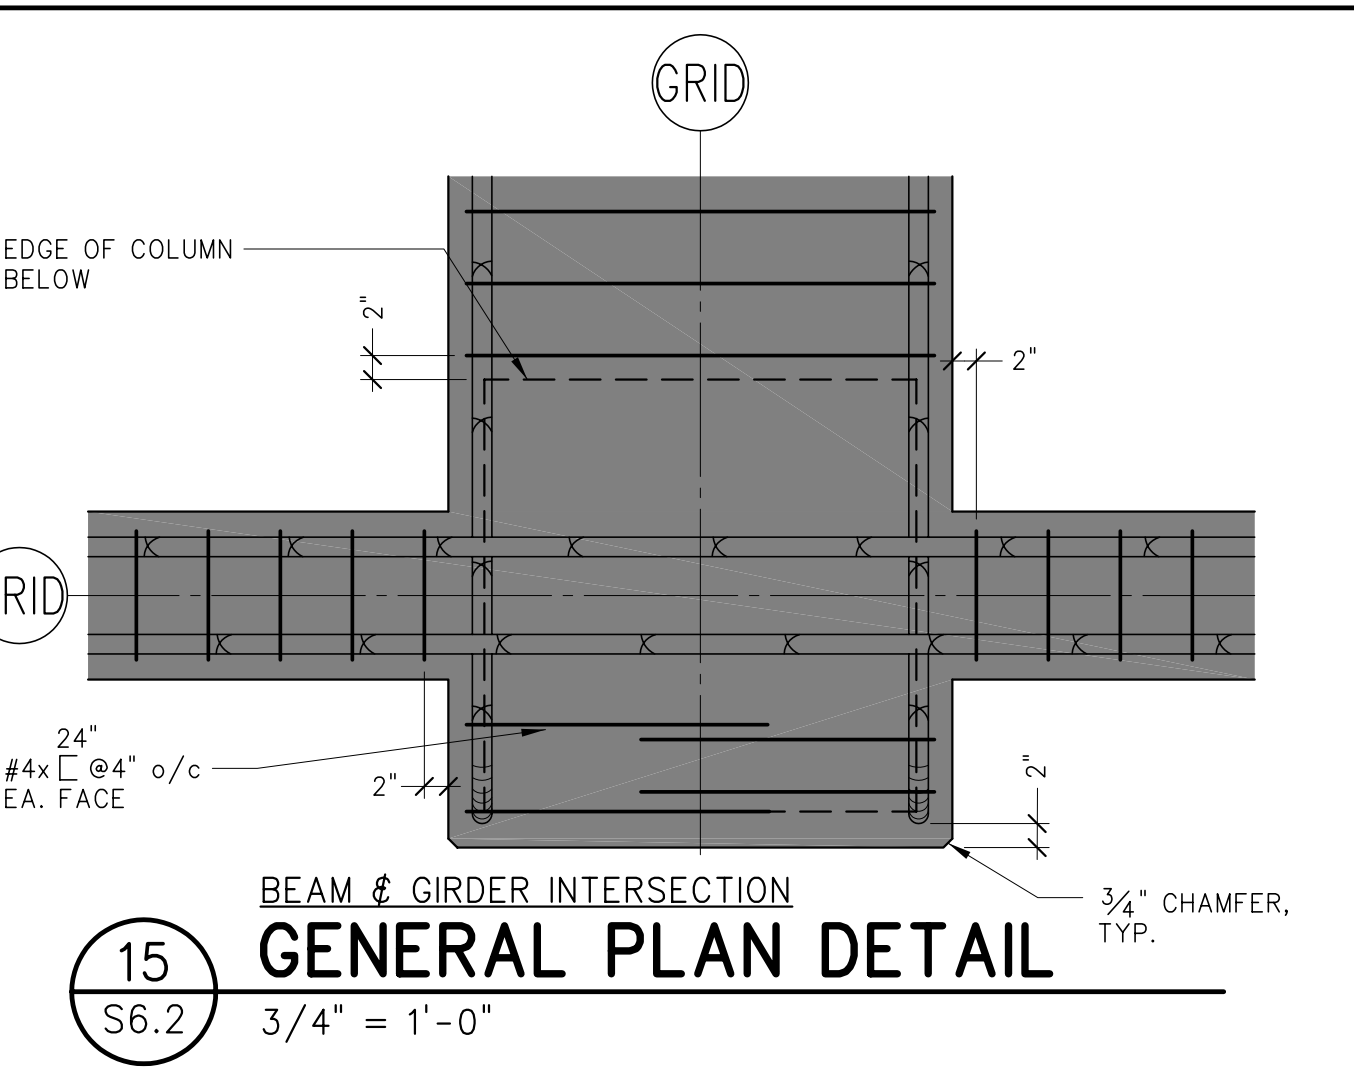 GRID
EDGE OF COLUMN
BELOW
2"
2"
RID
24"
#4x ⊏ @4" o/c
EA. FACE
2"
2"
3/4" CHAMFER,
TYP.
BEAM & GIRDER INTERSECTION
GENERAL PLAN DETAIL
15
S6.2
3/4" = 1'-0"